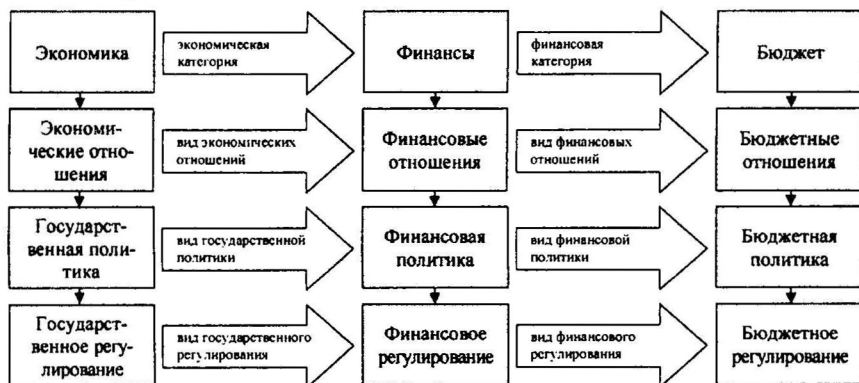 Экономика
экономическая
категория
Финансы
финансовая
категория
Бюджет
Экономи-
ческие отно-
шения
вид экономических
отношений
Финансовые
отношения
вид финансовых
отношений
Бюджетные
отношения
Государст-
венная поли-
тика
вид государственной
политики
Финансовая
политика
вид финансовой
политики
Бюджетная
политика
Государст-
венное регу-
лирование
вид государственного
регулирования
Финансовое
регулирование
вид финансового
регулирования
Бюджетное
регулирование